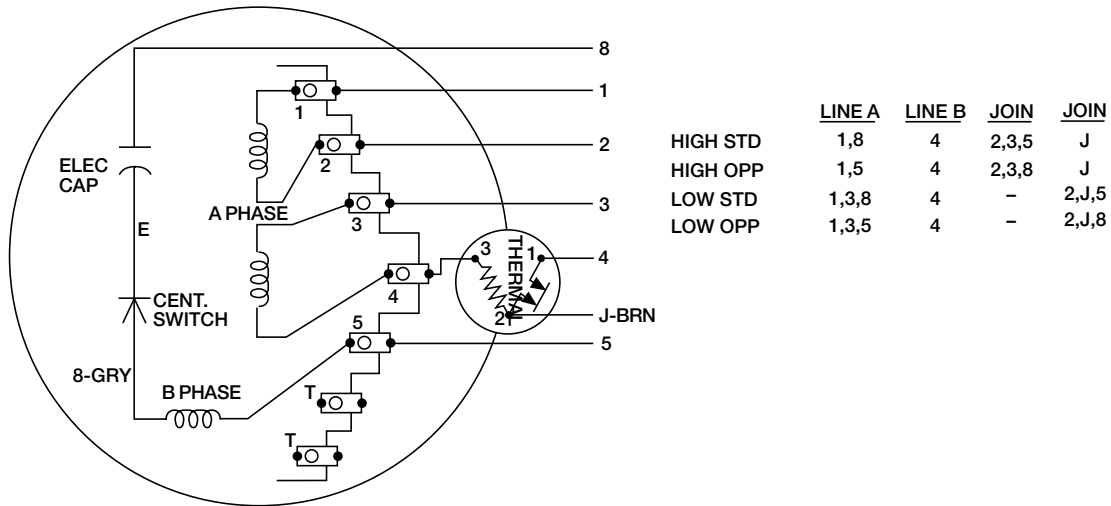 8
1
1
2
2
ELEC
CAP
A PHASE
3
3
E
3
THERMAL
1
4
4
CENT.
SWITCH
2
J-BRN
5
5
8-GRY
B PHASE
T
T
LINE A LINE B JOIN JOIN
HIGH STD 1,8 4 2,3,5 J
HIGH OPP 1,5 4 2,3,8 J
LOW STD 1,3,8 4 – 2,J,5
LOW OPP 1,3,5 4 – 2,J,8